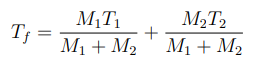 T_f = \frac{M_1 T_1}{M_1 + M_2} + \frac{M_2 T_2}{M_1 + M_2}